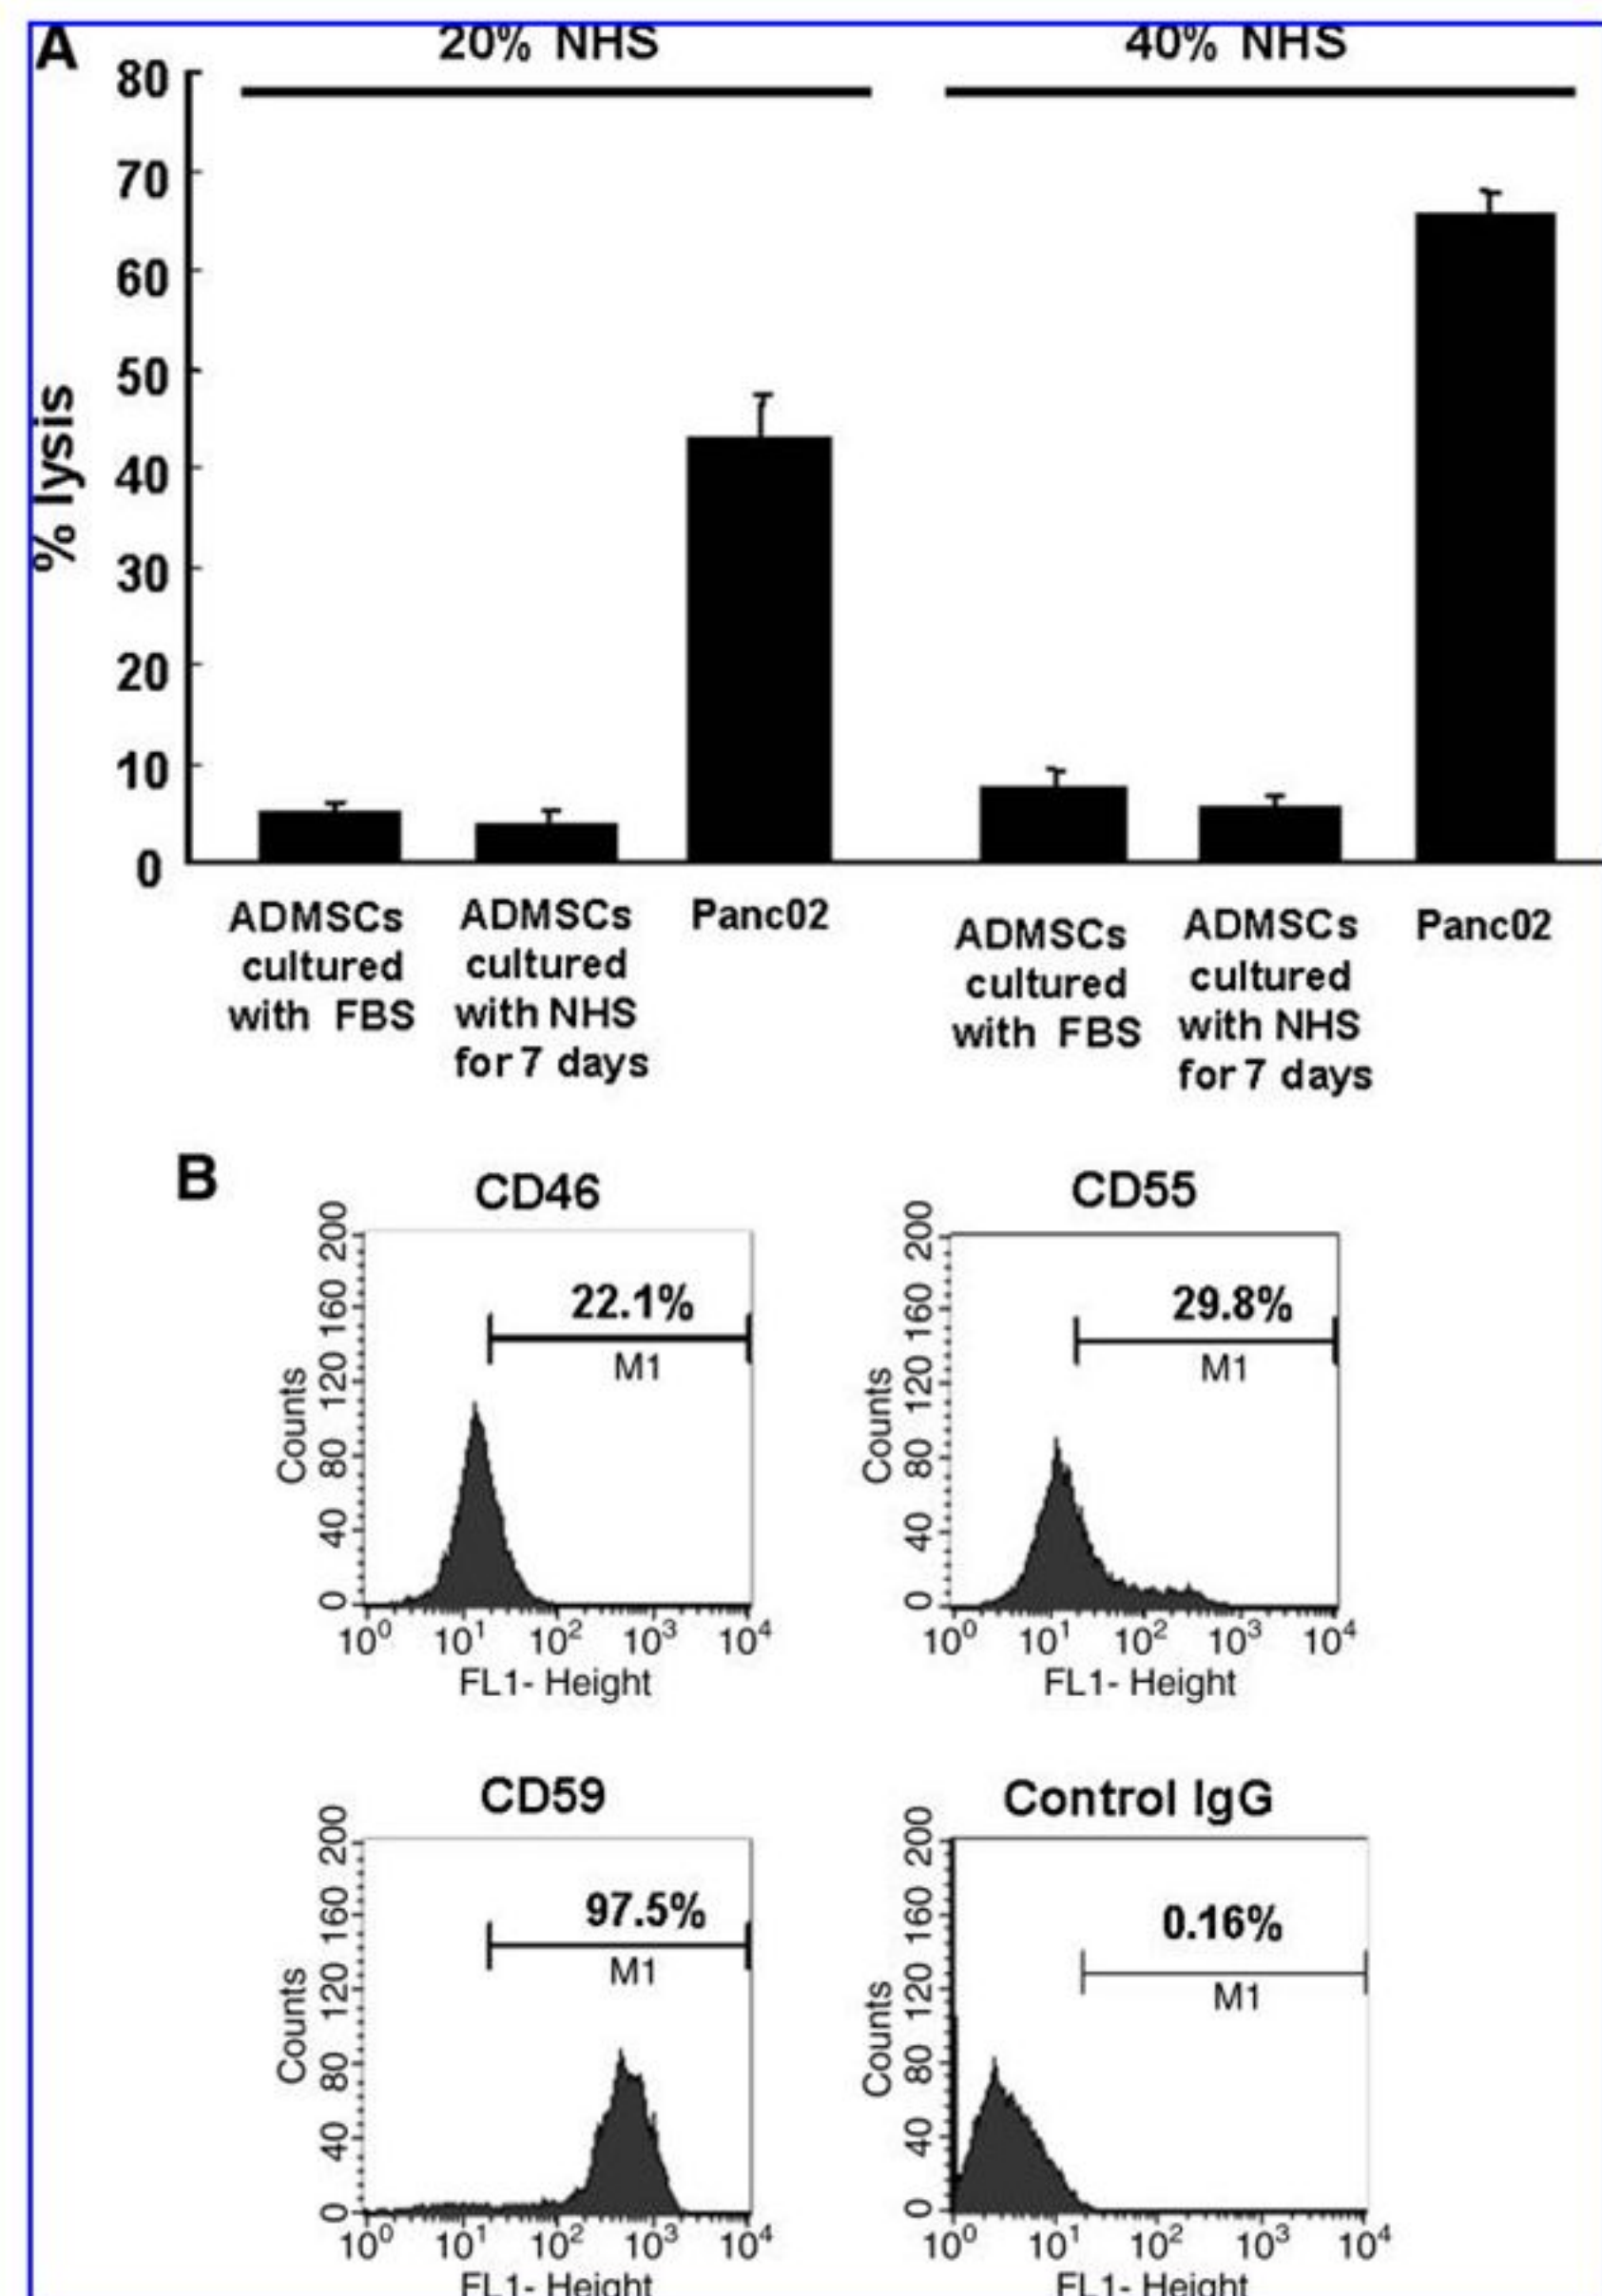 A
20% NHS
40% NHS
80
70
60
50
40
30
20
10
0
% lysis
ADMSCs
cultured
with FBS
ADMSCs
cultured
with NHS
for 7 days
Panc02
ADMSCs
cultured
with FBS
ADMSCs
cultured
with NHS
for 7 days
Panc02
B
CD46
200
160
120
80
40
0
Counts
22.1%
M1
10⁰ 10¹ 10² 10³ 10⁴
FL1- Height
CD55
200
160
120
80
40
0
Counts
29.8%
M1
10⁰ 10¹ 10² 10³ 10⁴
FL1- Height
CD59
200
160
120
80
40
0
Counts
97.5%
M1
10⁰ 10¹ 10² 10³ 10⁴
FL1- Height
Control IgG
200
160
120
80
40
0
Counts
0.16%
M1
10⁰ 10¹ 10² 10³ 10⁴
FL1- Height